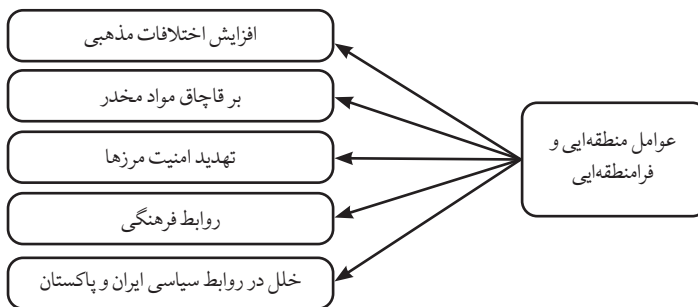 افزایش اختلافات مذهبی
بر قاچاق مواد مخدر
عوامل منطقه‌ایی و
فرامنطقه‌ایی
تهدید امنیت مرزها
روابط فرهنگی
خلل در روابط سیاسی ایران و پاکستان